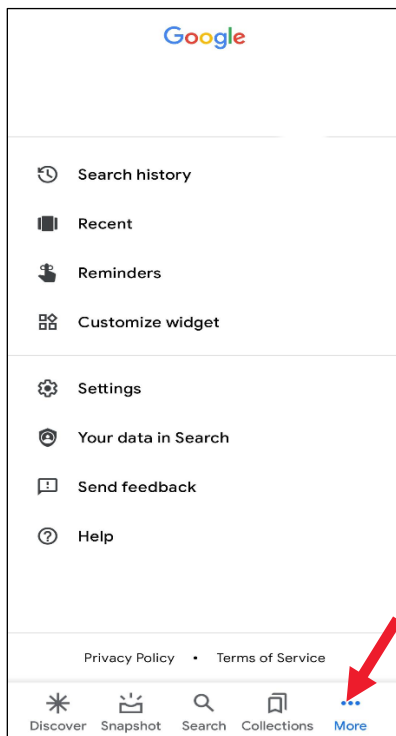 Google
Search history
Recent
Reminders
Customize widget
Settings
Your data in Search
Send feedback
Help
Privacy Policy • Terms of Service
Discover Snapshot Search Collections More